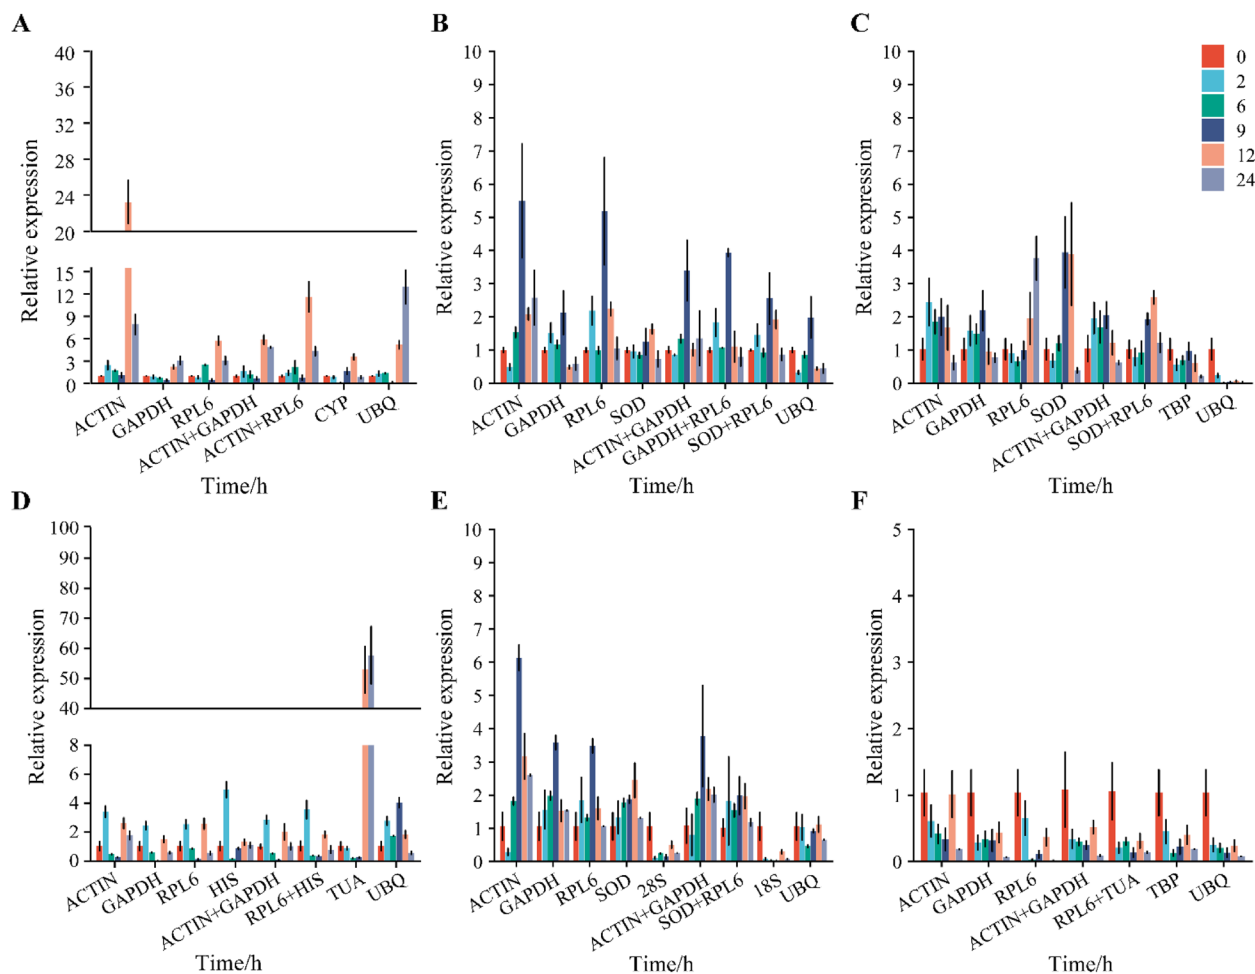 A
Relative expression
40
36
32
28
24
20
15
12
9
6
3
0
ACTIN
GAPDH
RPL6
ACTIN+GAPDH
ACTIN+RPL6
CYP
UBQ
Time/h
B
Relative expression
10
9
8
7
6
5
4
3
2
1
0
ACTIN
GAPDH
RPL6
SOD
ACTIN+GAPDH
GAPDH+RPL6
SOD+RPL6
UBQ
Time/h
C
Relative expression
10
9
8
7
6
5
4
3
2
1
0
ACTIN
GAPDH
RPL6
SOD
ACTIN+GAPDH
SOD+RPL6
TBP
UBQ
Time/h
0
2
6
9
12
24
D
Relative expression
100
90
80
70
60
50
40
8
6
4
2
0
ACTIN
GAPDH
RPL6
HIS
ACTIN+GAPDH
RPL6+HIS
TUA
UBQ
Time/h
E
Relative expression
10
9
8
7
6
5
4
3
2
1
0
ACTIN
GAPDH
RPL6
SOD
28S
ACTIN+GAPDH
SOD+RPL6
18S
UBQ
Time/h
F
Relative expression
5
4
3
2
1
0
ACTIN
GAPDH
RPL6
ACTIN+GAPDH
RPL6+TUA
TBP
UBQ
Time/h